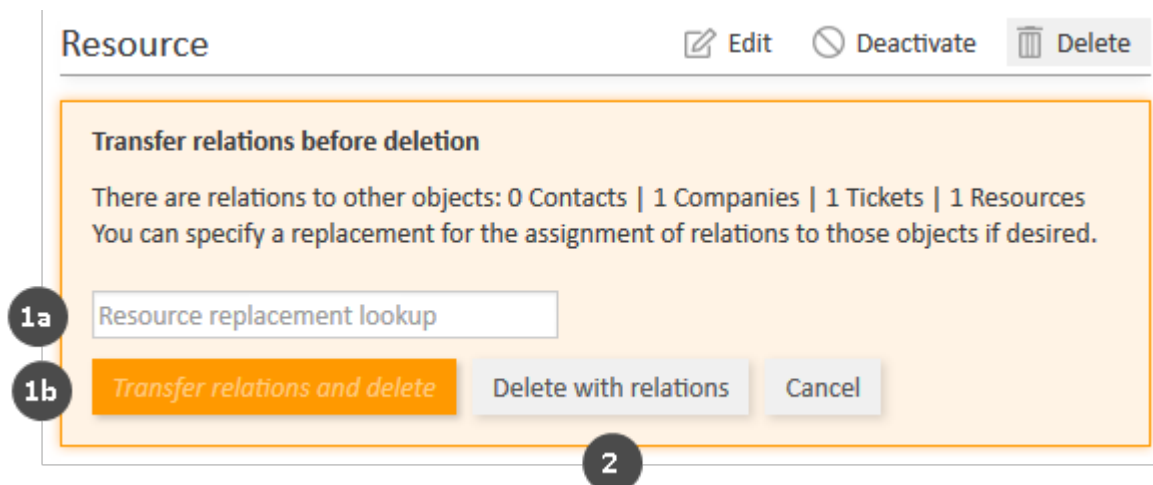 Resource Edit Deactivate Delete
Transfer relations before deletion
There are relations to other objects: 0 Contacts | 1 Companies | 1 Tickets | 1 Resources
You can specify a replacement for the assignment of relations to those objects if desired.
1a Resource replacement lookup
1b Transfer relations and delete Delete with relations Cancel
2